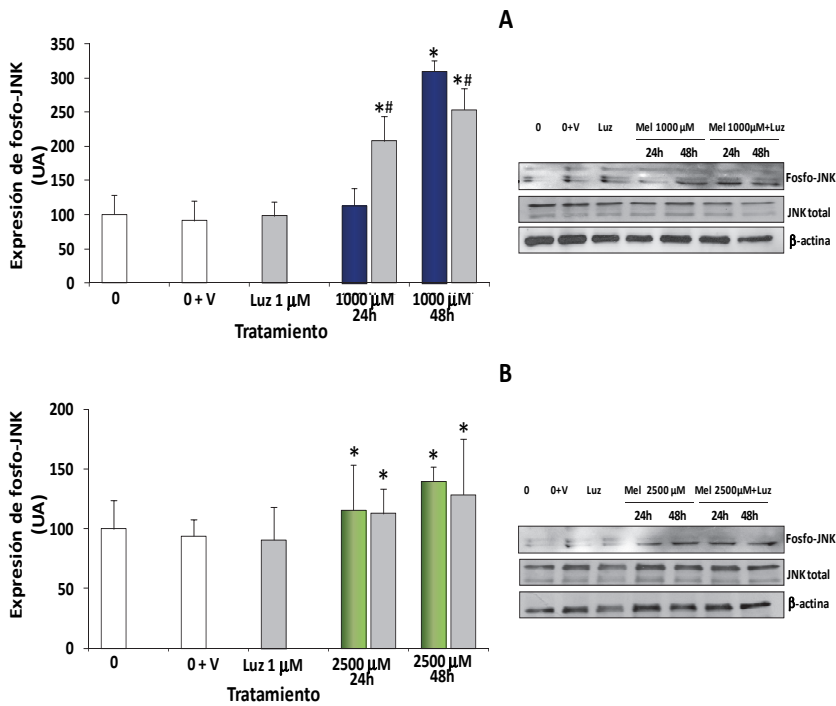 A
Expresión de fosfo-JNK
(UA)
350
300
250
200
150
100
50
0
*#
*
*#
0
0 + V
Luz 1 µM
1000 µM
24h
1000 µM
48h
Tratamiento
0
0+V
Luz
Mel 1000 µM
Mel 1000µM+Luz
24h
48h
24h
48h
Fosfo-JNK
JNK total
β-actina
B
Expresión de fosfo-JNK
(UA)
200
150
100
50
0
*
*
*
*
0
0 + V
Luz 1 µM
2500 µM
24h
2500 µM
48h
Tratamiento
0
0+V
Luz
Mel 2500 µM
Mel 2500µM+Luz
24h
48h
24h
48h
Fosfo-JNK
JNK total
β-actina